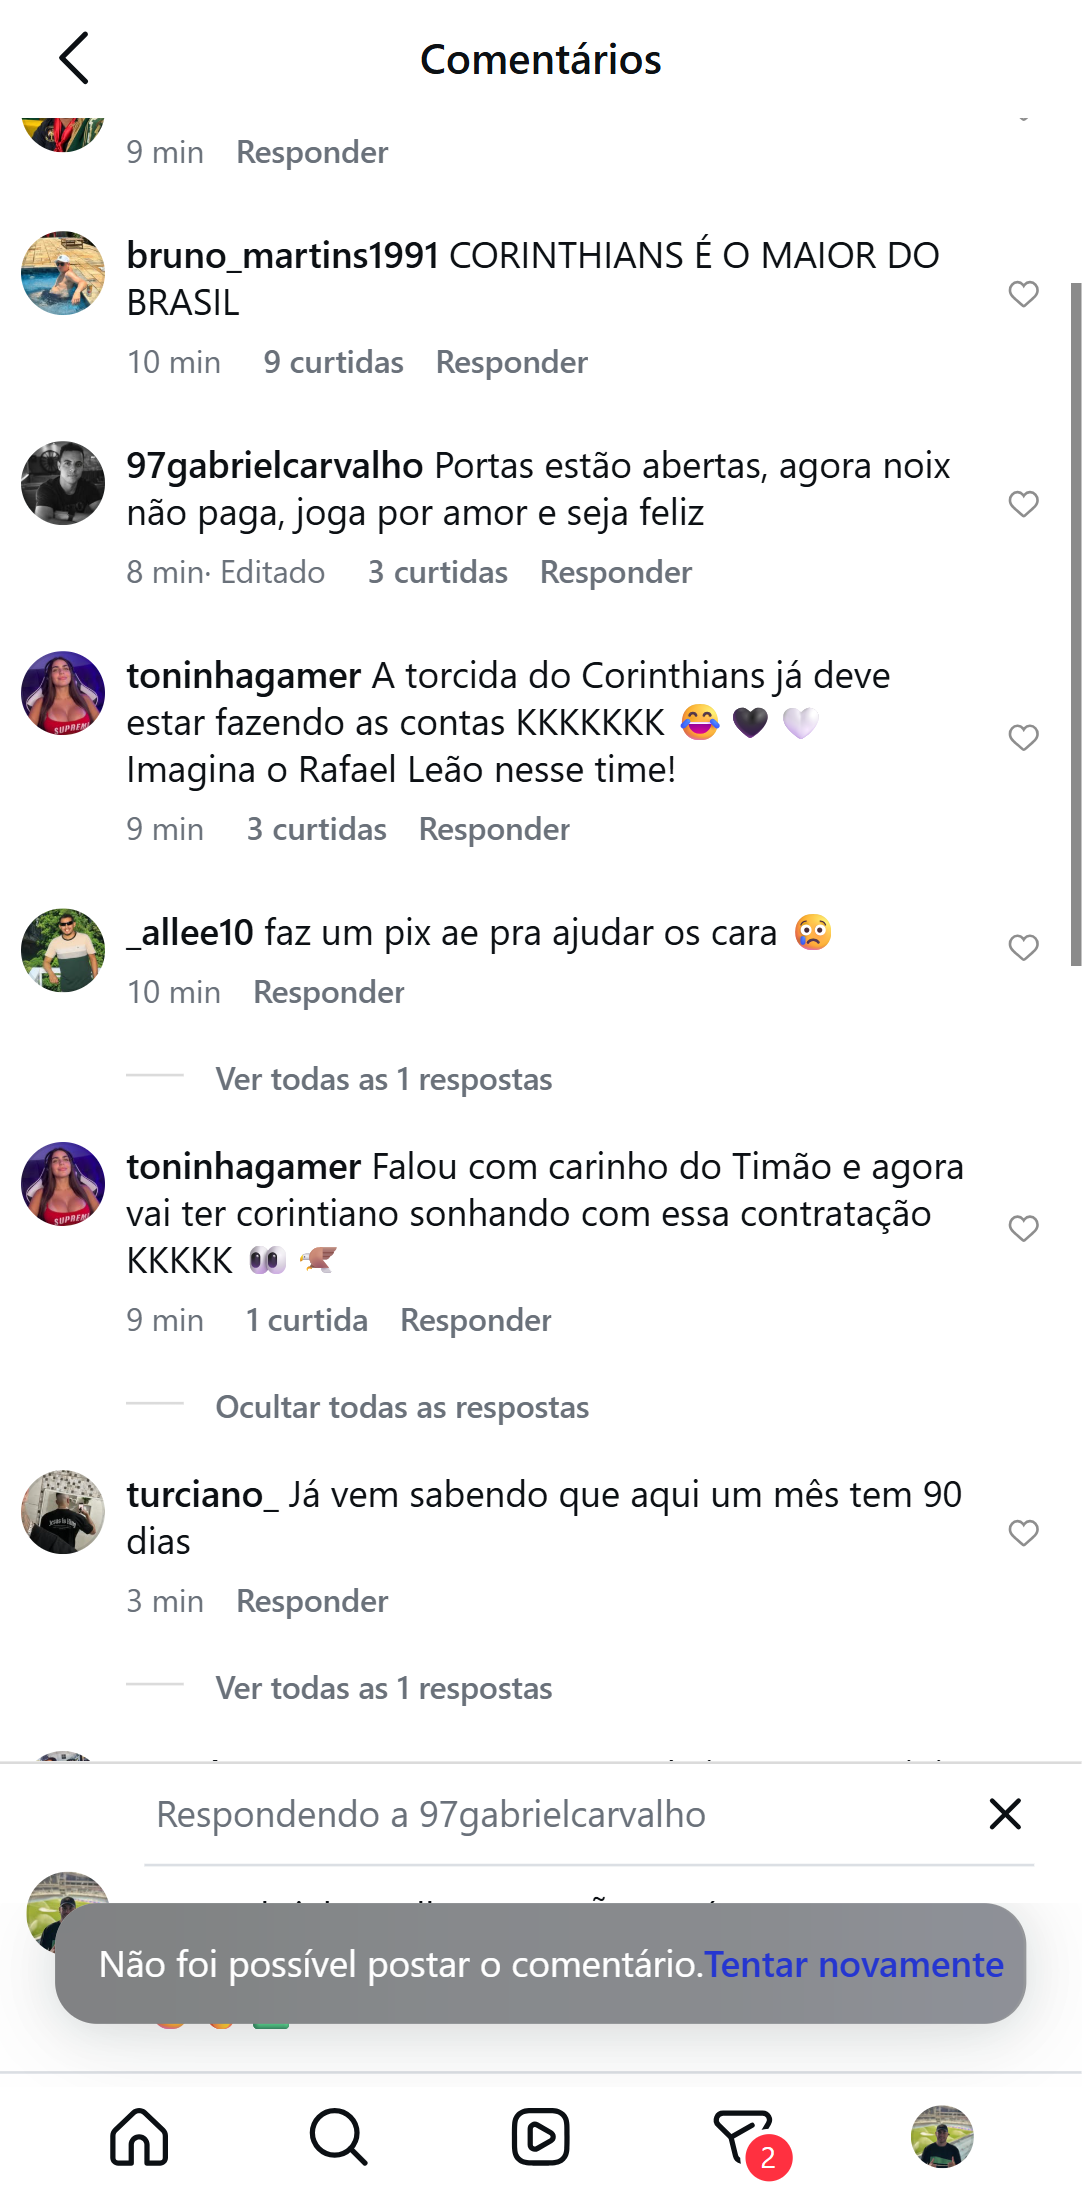 Comentários
9 min Responder
bruno_martins1991 CORINTHIANS É O MAIOR DO
BRASIL
10 min 9 curtidas Responder
97gabrielcarvalho Portas estão abertas, agora noix
não paga, joga por amor e seja feliz
8 min· Editado 3 curtidas Responder
toninhagamer A torcida do Corinthians já deve
estar fazendo as contas KKKKKKK 😂 🖤 🤍
Imagina o Rafael Leão nesse time!
9 min 3 curtidas Responder
_allee10 faz um pix ae pra ajudar os cara 😢
10 min Responder
Ver todas as 1 respostas
toninhagamer Falou com carinho do Timão e agora
vai ter corintiano sonhando com essa contratação
KKKKK 👀 🦅
9 min 1 curtida Responder
Ocultar todas as respostas
turciano_ Já vem sabendo que aqui um mês tem 90
dias
3 min Responder
Ver todas as 1 respostas
Respondendo a 97gabrielcarvalho
Não foi possível postar o comentário.Tentar novamente
2